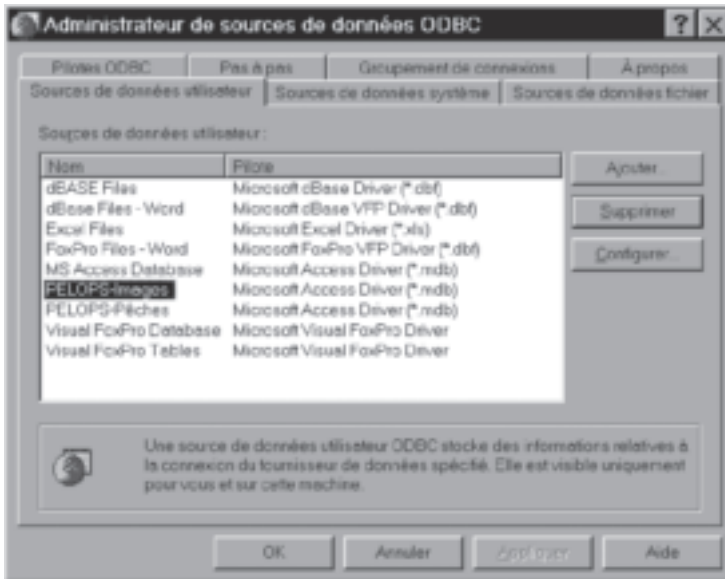 Administrateur de sources de données ODBC
Pilotes ODBC Pas à pas Groupement de connexions À propos
Sources de données utilisateur Sources de données système Sources de données fichier
Sources de données utilisateur :
Nom Pilote
dBASE Files Microsoft dBase Driver (*.dbf)
dBase Files - Word Microsoft dBase VFP Driver (*.dbf)
Excel Files Microsoft Excel Driver (*.xls)
FoxPro Files - Word Microsoft FoxPro VFP Driver (*.dbf)
MS Access Database Microsoft Access Driver (*.mdb)
PELOPS-Images Microsoft Access Driver (*.mdb)
PELOPS-Pêches Microsoft Access Driver (*.mdb)
Visual FoxPro Database Microsoft Visual FoxPro Driver
Visual FoxPro Tables Microsoft Visual FoxPro Driver
Ajouter...
Supprimer
Configurer...
Une source de données utilisateur ODBC stocke des informations relatives à
la connexion du fournisseur de données spécifié. Elle est visible uniquement
pour vous et sur cette machine.
OK Annuler Appliquer Aide